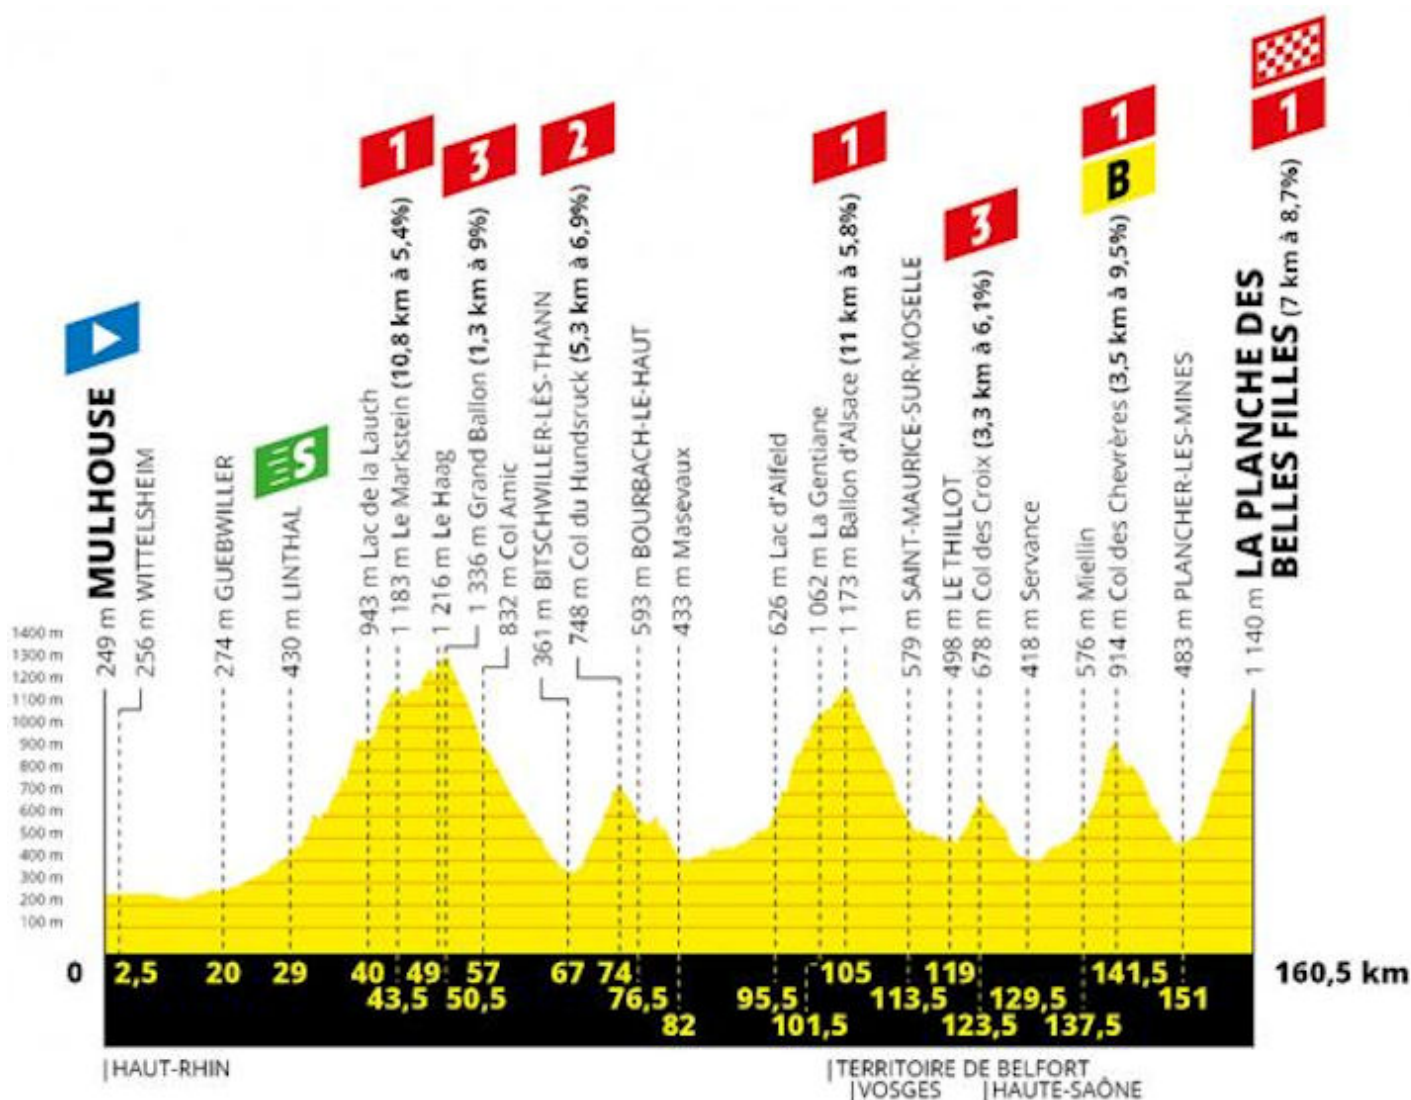 1
3
2
1
3
1
B
1
S
249 m MULHOUSE
256 m WITTELSHEIM
274 m GUEBWILLER
430 m LINTHAL
943 m Lac de la Lauch
1 183 m Le Markstein (10,8 km à 5,4%)
1 216 m Le Haag
1 336 m Grand Ballon (1,3 km à 9%)
832 m Col Amic
361 m BITSCHWILLER-LÈS-THANN
748 m Col du Hundsruck (5,3 km à 6,9%)
593 m BOURBACH-LE-HAUT
433 m Masevaux
626 m Lac d'Alfeld
1 062 m La Gentiane
1 173 m Ballon d'Alsace (11 km à 5,8%)
579 m SAINT-MAURICE-SUR-MOSELLE
498 m LE THILLOT
678 m Col des Croix (3,3 km à 6,1%)
418 m Servance
576 m Miellin
914 m Col des Chevrères (3,5 km à 9,5%)
483 m PLANCHER-LES-MINES
1 140 m LA PLANCHE DES
BELLES FILLES (7 km à 8,7%)
1400 m
1300 m
1200 m
1100 m
1000 m
900 m
800 m
700 m
600 m
500 m
400 m
300 m
200 m
100 m
0 2,5 20 29 40 49 57 67 74 105 119 141,5 160,5 km
43,5 50,5 76,5 95,5 113,5 129,5 151
82 101,5 123,5 137,5
|HAUT-RHIN |TERRITOIRE DE BELFORT
|VOSGES |HAUTE-SAÔNE